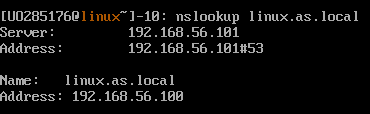 [UO285176@linux~]-10: nslookup linux.as.local
Server: 192.168.56.101
Address: 192.168.56.101#53
Name: linux.as.local
Address: 192.168.56.100